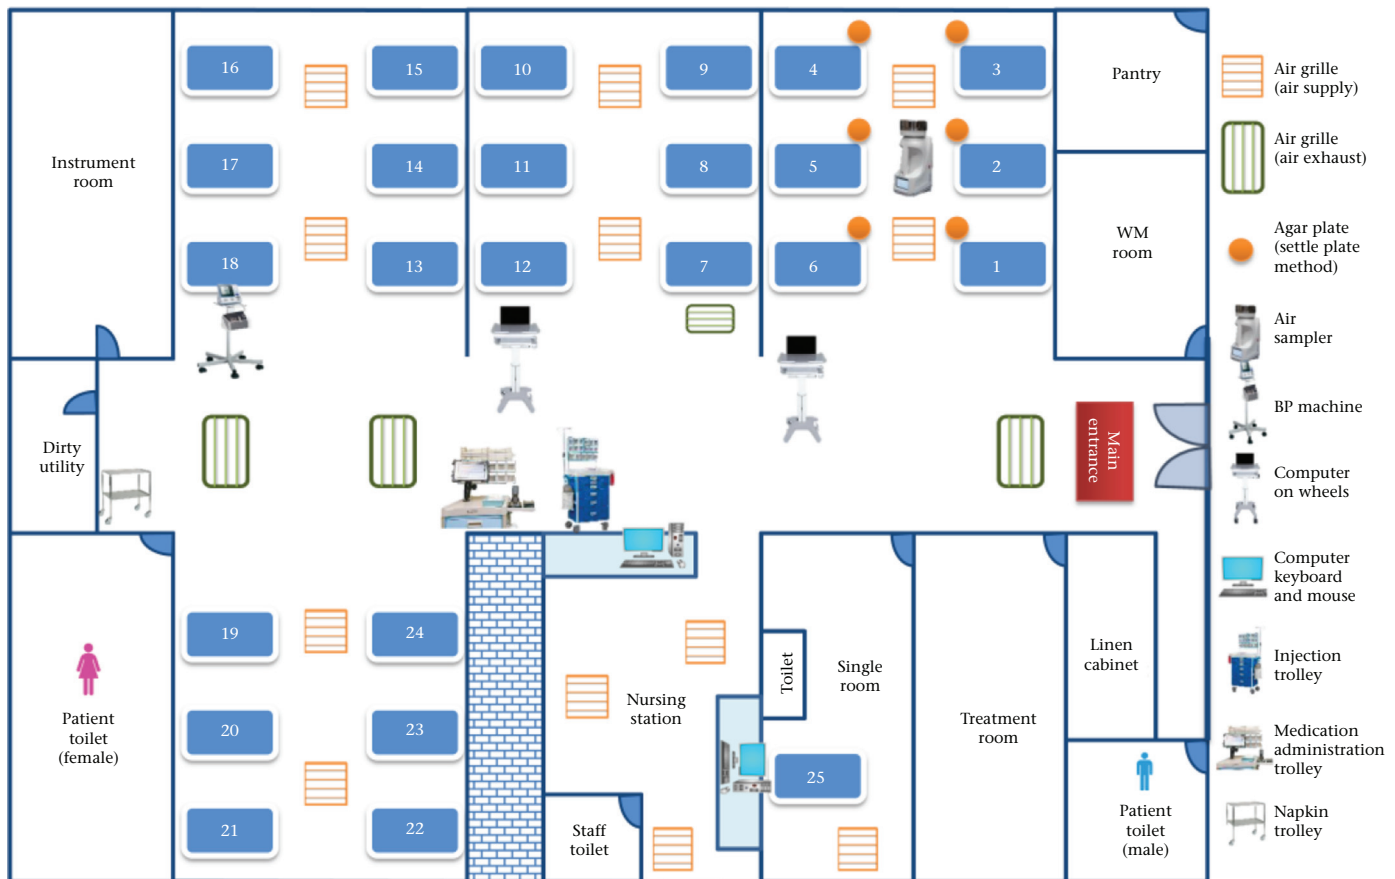 16
15
10
9
4
3
Pantry
Instrument
room
17
14
11
8
5
2
WM
room
18
13
12
7
6
1
Dirty
utility
Main
entrance
19
24
20
23
21
22
Patient
toilet
(female)
Nursing
station
Staff
toilet
Toilet
Single
room
25
Treatment
room
Linen
cabinet
Patient
toilet
(male)
Air grille
(air supply)
Air grille
(air exhaust)
Agar plate
(settle plate
method)
Air
sampler
BP machine
Computer
on wheels
Computer
keyboard
and mouse
Injection
trolley
Medication
administration
trolley
Napkin
trolley